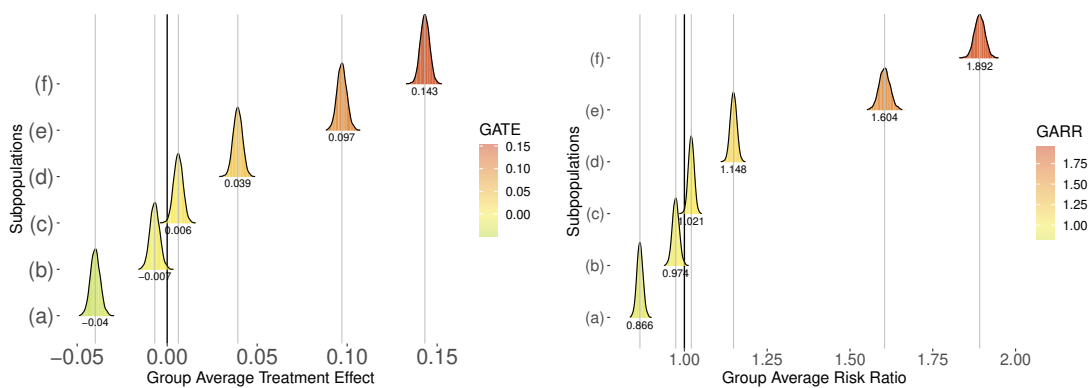 Subpopulations
(f)
(e)
(d)
(c)
(b)
(a)
0.143
0.097
0.039
0.006
−0.007
−0.04
−0.05
0.00
0.05
0.10
0.15
Group Average Treatment Effect
GATE
0.15
0.10
0.05
0.00
Subpopulations
(f)
(e)
(d)
(c)
(b)
(a)
1.892
1.604
1.148
1.021
0.974
0.866
1.00
1.25
1.50
1.75
2.00
Group Average Risk Ratio
GARR
1.75
1.50
1.25
1.00